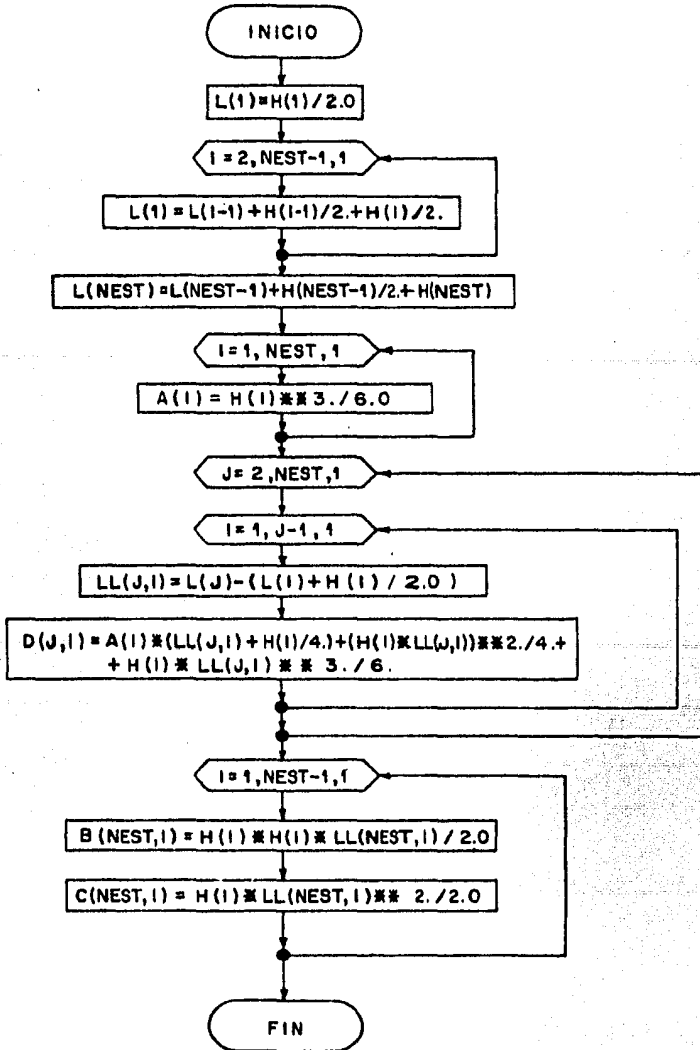 INICIO
L(1)=H(1)/2.0
I=2,NEST-1,1
L(I)=L(I-1)+H(I-1)/2.+H(I)/2.
L(NEST)=L(NEST-1)+H(NEST-1)/2.+H(NEST)
I=1,NEST,1
A(I)=H(I)**3./6.0
J=2,NEST,1
I=1,J-1,1
LL(J,I)=L(J)-(L(I)+H(I)/2.0)
D(J,I)=A(I)*(LL(J,I)+H(I)/4.)+(H(I)*LL(J,I))**2./4.+
+H(I)*LL(J,I)**3./6.
I=1,NEST-1,1
B(NEST,I)=H(I)*H(I)*LL(NEST,I)/2.0
C(NEST,I)=H(I)*LL(NEST,I)**2./2.0
FIN